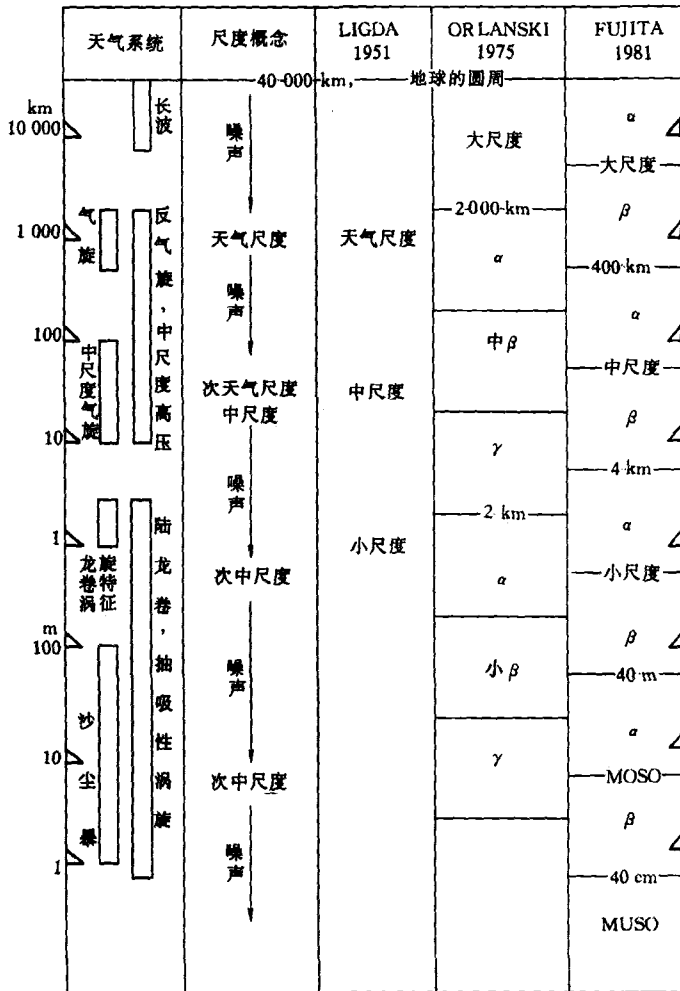 天气系统
尺度概念
LIGDA
1951
ORLANSKI
1975
FUJITA
1981
40 000 km, 地球的圆周
km
10 000
1 000
100
10
1
m
100
10
1
长波
气旋
反气旋，中尺度高压
中尺度气旋
龙卷涡
旋特征
陆龙卷，抽吸性涡旋
沙尘暴
噪声
天气尺度
噪声
次天气尺度
中尺度
噪声
次中尺度
噪声
次中尺度
噪声
天气尺度
中尺度
小尺度
大尺度
2 000 km
α
中 β
γ
2 km
α
小 β
γ
α
大尺度
β
400 km
α
中尺度
β
4 km
α
小尺度
β
40 m
α
MOSO
β
40 cm
MUSO